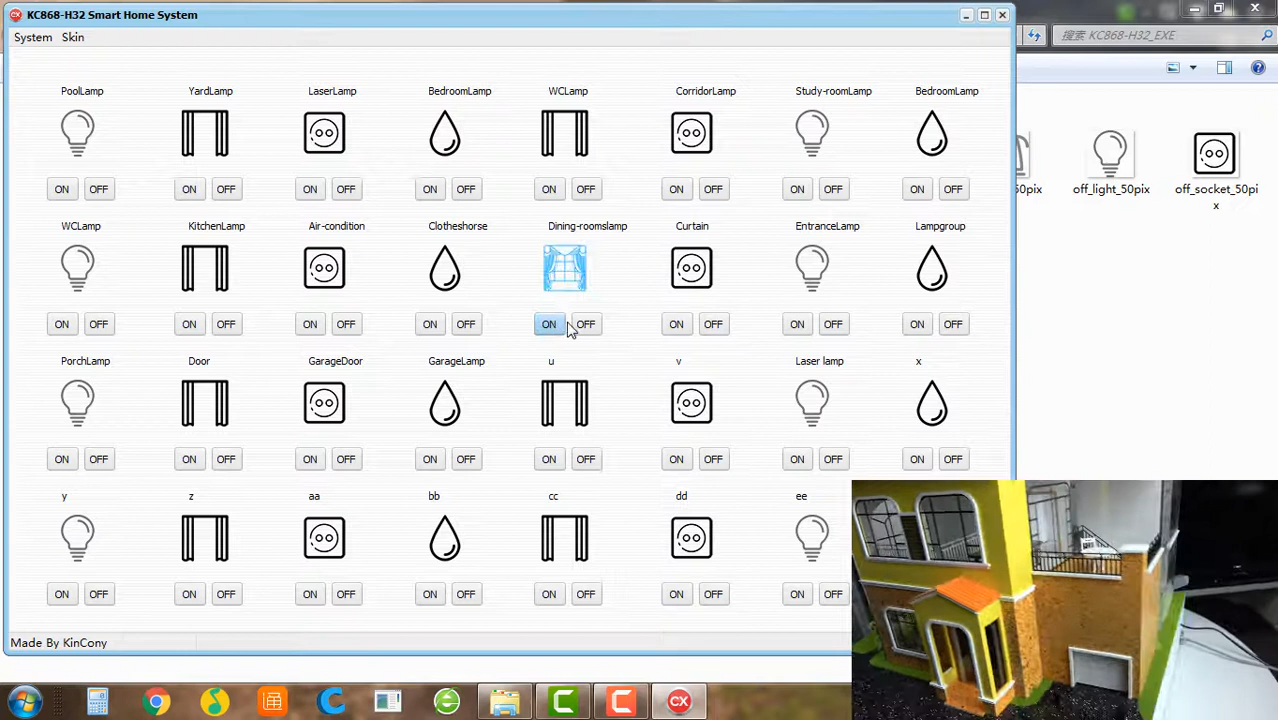 KC868-H32 Smart Home System
搜索 KC868-H32_EXE
System Skin
PoolLamp YardLamp LaserLamp BedroomLamp WCLamp CorridorLamp Study-roomLamp BedroomLamp
ON OFF ON OFF ON OFF ON OFF ON OFF ON OFF ON OFF ON OFF
50pix off_light_50pix off_socket_50pi
x
WCLamp KitchenLamp Air-condition Clotheshorse Dining-roomslamp Curtain EntranceLamp Lampgroup
ON OFF ON OFF ON OFF ON OFF ON OFF ON OFF ON OFF ON OFF
PorchLamp Door GarageDoor GarageLamp u v Laser lamp x
ON OFF ON OFF ON OFF ON OFF ON OFF ON OFF ON OFF ON OFF
y z aa bb cc dd ee
ON OFF ON OFF ON OFF ON OFF ON OFF ON OFF ON OFF
Made By KinCony